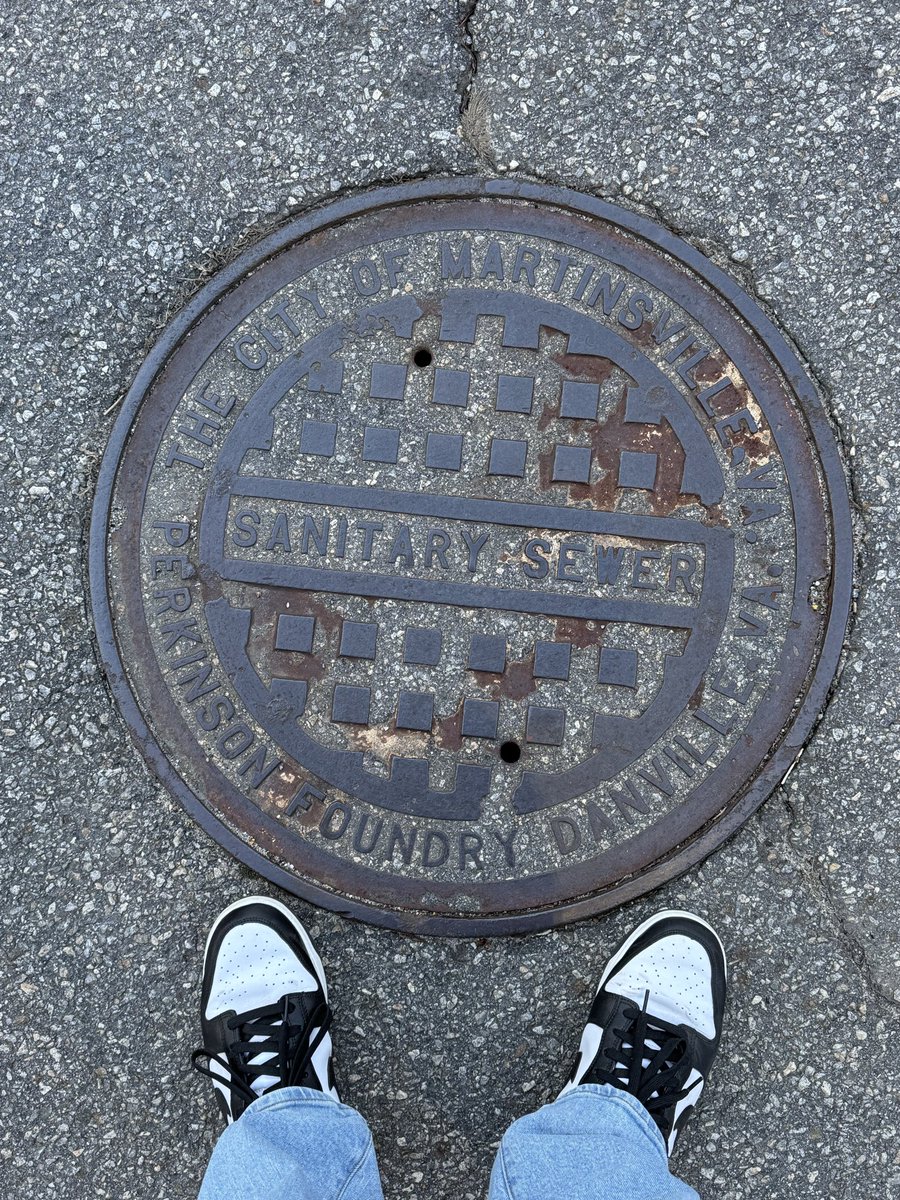 THE CITY OF MARTINSVILLE. VA.
SANITARY SEWER
PERKINSON FOUNDRY DANVILLE. VA.